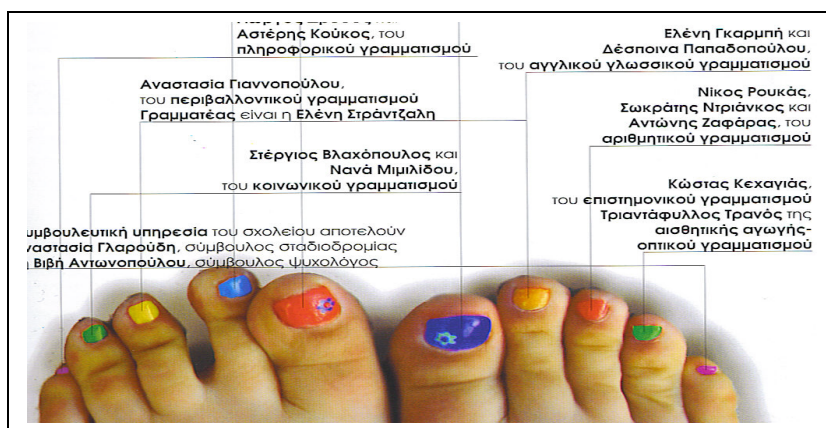 Αστέρης Κούκος, του
πληροφορικού γραμματισμού
Αναστασία Γιαννοπούλου,
του περιβαλλοντικού γραμματισμού
Γραμματέας είναι η Ελένη Στράντζαλη
Στέργιος Βλαχόπουλος και
Νανά Μιμιλίδου,
του κοινωνικού γραμματισμού
υμβουλευτική υπηρεσία του σχολείου αποτελούν
ναστασία Γλαρούδη, σύμβουλος σταδιοδρομίας
Βιβή Αντωνοπούλου, σύμβουλος ψυχολόγος
Ελένη Γκαρμπή και
Δέσποινα Παπαδοπούλου,
του αγγλικού γλωσσικού γραμματισμού
Νίκος Ρουκάς,
Σωκράτης Ντριάνκος και
Αντώνης Ζαφάρας, του
αριθμητικού γραμματισμού
Κώστας Κεχαγιάς,
του επιστημονικού γραμματισμού
Τριαντάφυλλος Τρανός της
αισθητικής αγωγής-
οπτικού γραμματισμού